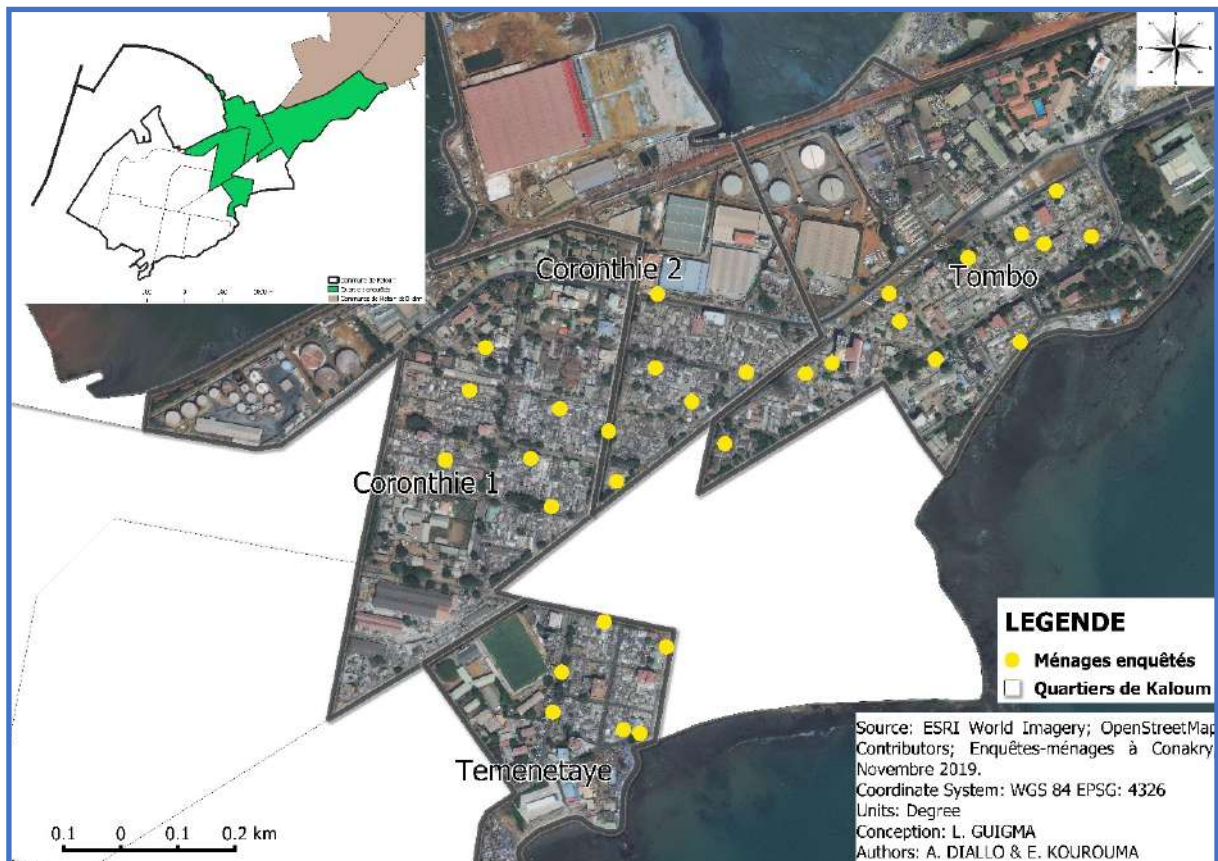 Coronthie 2
Tombo
Coronthie 1
Temenetaye
LEGENDE
Ménages enquêtés
Quartiers de Kaloum
Source: ESRI World Imagery; OpenStreetMap
Contributors; Enquêtes-ménages à Conakry,
Novembre 2019.
Coordinate System: WGS 84 EPSG: 4326
Units: Degree
Conception: L. GUIGMA
Authors: A. DIALLO & E. KOUROUMA
0.1 0 0.1 0.2 km